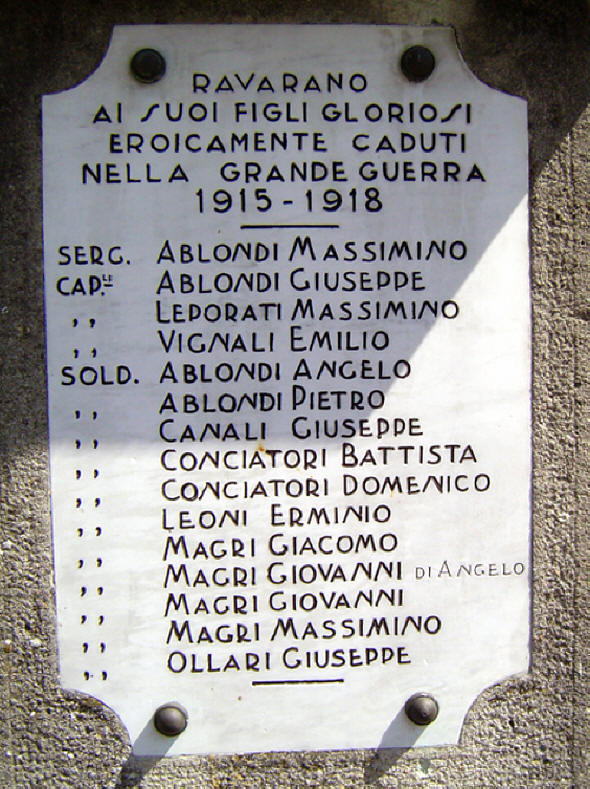 RAVARANO
AI SUOI FIGLI GLORIOSI
EROICAMENTE CADUTI
NELLA GRANDE GUERRA
1915-1918
SERG. ABLONDI MASSIMINO
CAP.LE ABLONDI GIUSEPPE
,, LEPORATI MASSIMINO
,, VIGNALI EMILIO
SOLD. ABLONDI ANGELO
,, ABLONDI PIETRO
,, CANALI GIUSEPPE
,, CONCIATORI BATTISTA
,, CONCIATORI DOMENICO
,, LEONI ERMINIO
,, MAGRI GIACOMO
,, MAGRI GIOVANNI DI ANGELO
,, MAGRI GIOVANNI
,, MAGRI MASSIMINO
,, OLLARI GIUSEPPE